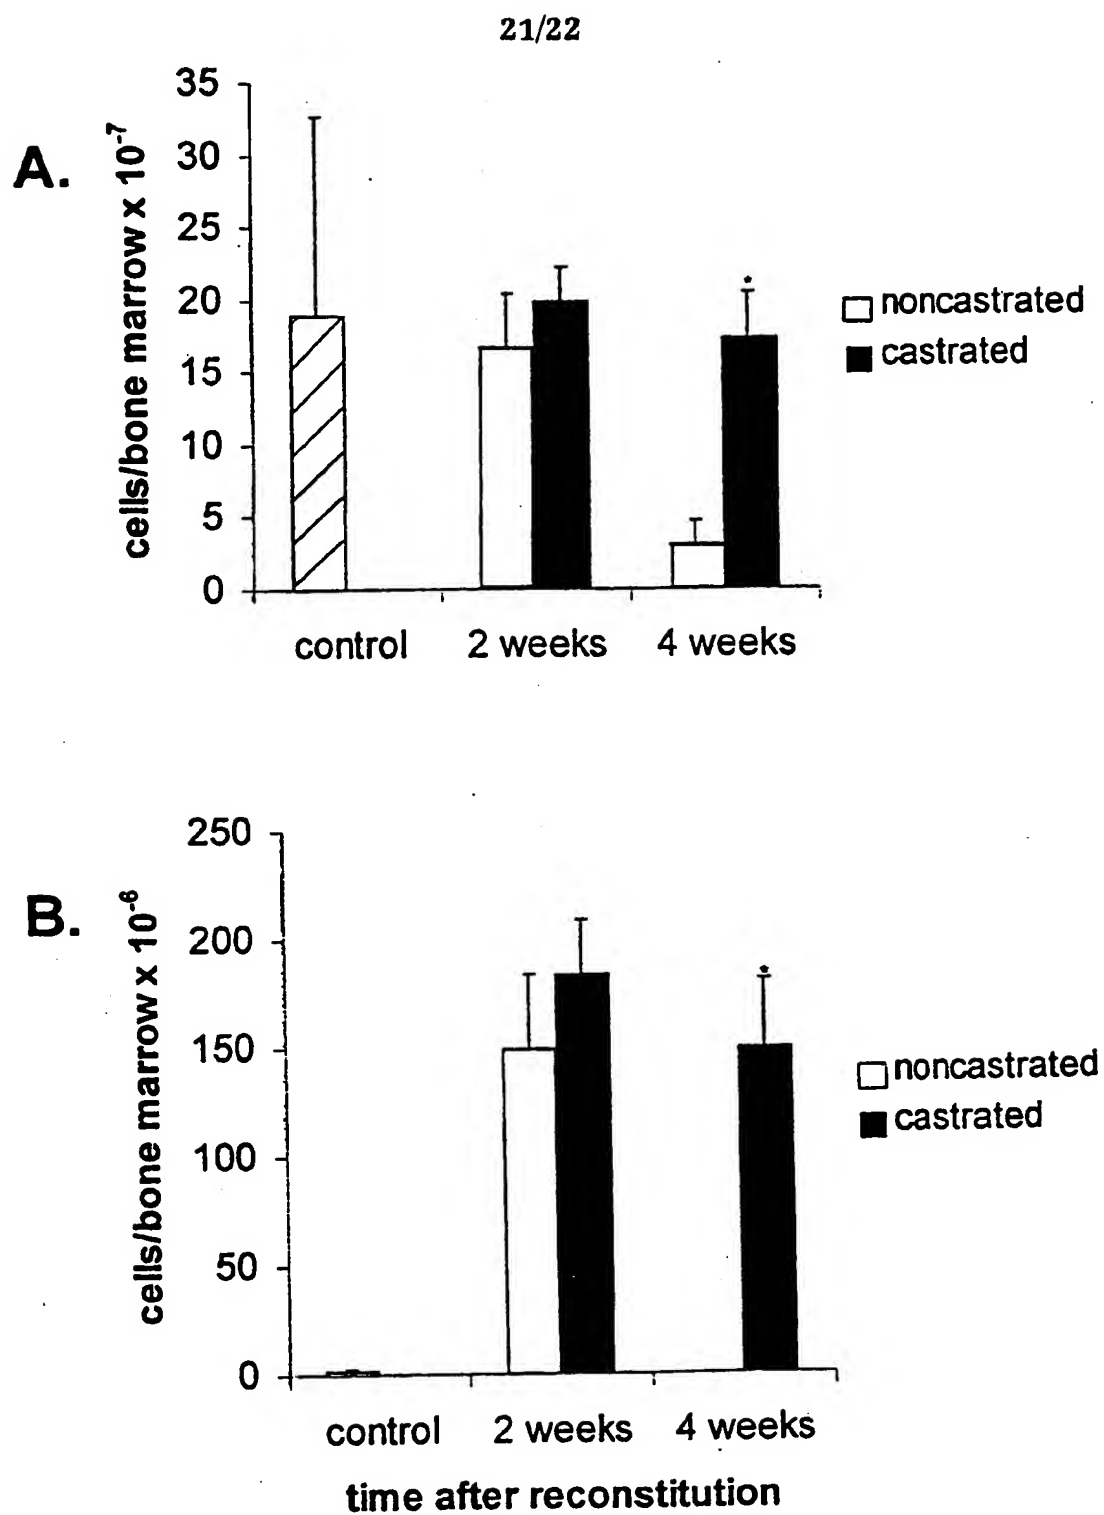 21/22
A.
cells/bone marrow x 10-7
35
30
25
20
15
10
5
0
control
2 weeks
4 weeks
*
noncastrated
castrated
B.
cells/bone marrow x 10-6
250
200
150
100
50
0
control
2 weeks
4 weeks
*
noncastrated
castrated
time after reconstitution